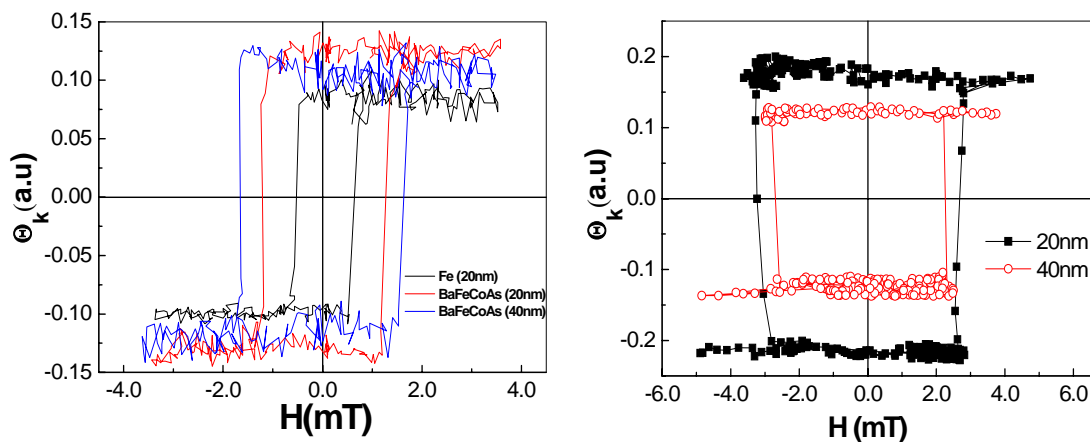 0.15
0.10
0.05
0.00
-0.05
-0.10
-0.15
Θk(a.u)
-4.0 -2.0 0.0 2.0 4.0
H(mT)
Fe (20nm)
BaFeCoAs (20nm)
BaFeCoAs (40nm)
0.2
0.1
0.0
-0.1
-0.2
Θk(a.u)
-6.0 -4.0 -2.0 0.0 2.0 4.0 6.0
H (mT)
20nm
40nm